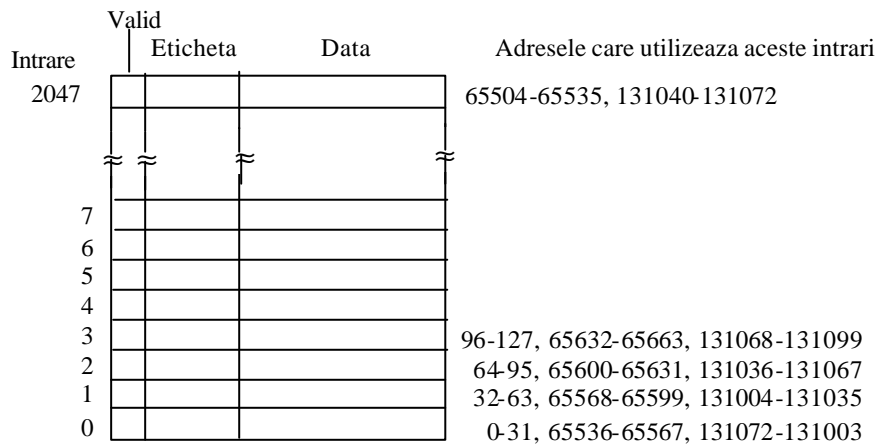 Valid
Intrare Eticheta Data Adresele care utilizeaza aceste intrari
2047 65504-65535, 131040-131072
7
6
5
4
3 96-127, 65632-65663, 131068-131099
2 64-95, 65600-65631, 131036-131067
1 32-63, 65568-65599, 131004-131035
0 0-31, 65536-65567, 131072-131003